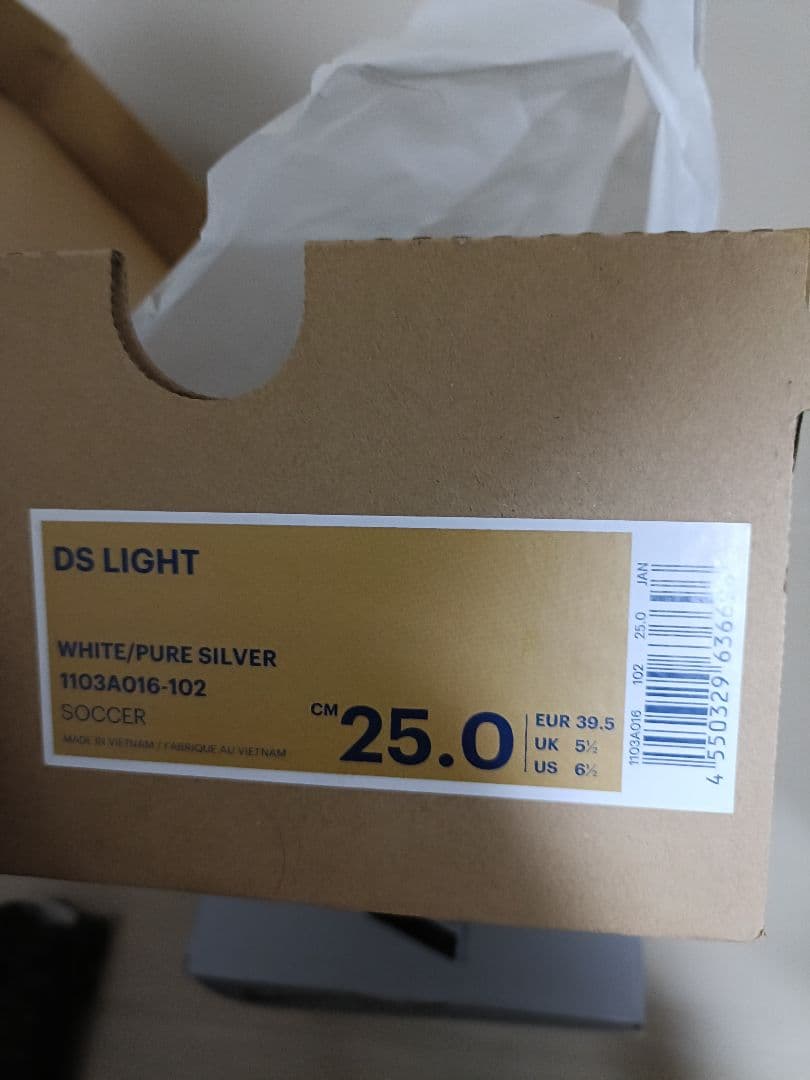 DS LIGHT
WHITE/PURE SILVER
1103A016-102
SOCCER
MADE IN VIETNAM / FABRIQUE AU VIETNAM
CM 25.0
EUR 39.5
UK 5½
US 6½
1103A016 102 25.0 JAN